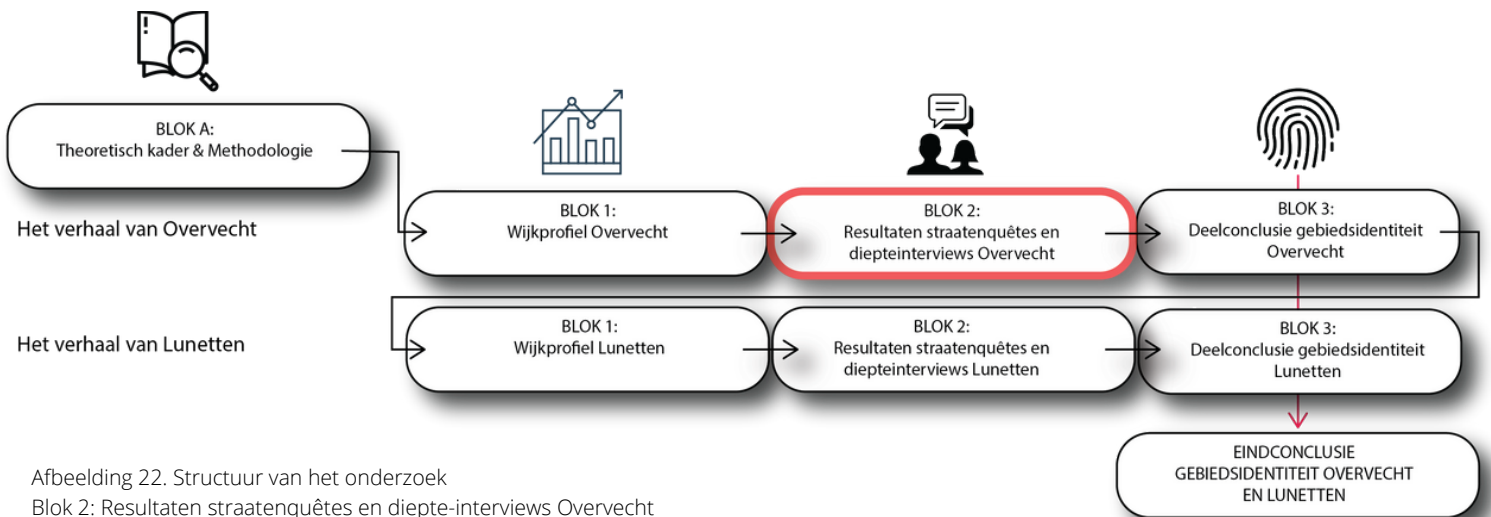 BLOK A:
Theoretisch kader & Methodologie
Het verhaal van Overvecht
BLOK 1:
Wijkprofiel Overvecht
BLOK 2:
Resultaten straatenquêtes en
diepteinterviews Overvecht
BLOK 3:
Deelconclusie gebiedsidentiteit
Overvecht
Het verhaal van Lunetten
BLOK 1:
Wijkprofiel Lunetten
BLOK 2:
Resultaten straatenquêtes en
diepteinterviews Lunetten
BLOK 3:
Deelconclusie gebiedsidentiteit
Lunetten
EINDCONCLUSIE
GEBIEDSIDENTITEIT OVERVECHT
EN LUNETTEN
Afbeelding 22. Structuur van het onderzoek
Blok 2: Resultaten straatenquêtes en diepte-interviews Overvecht